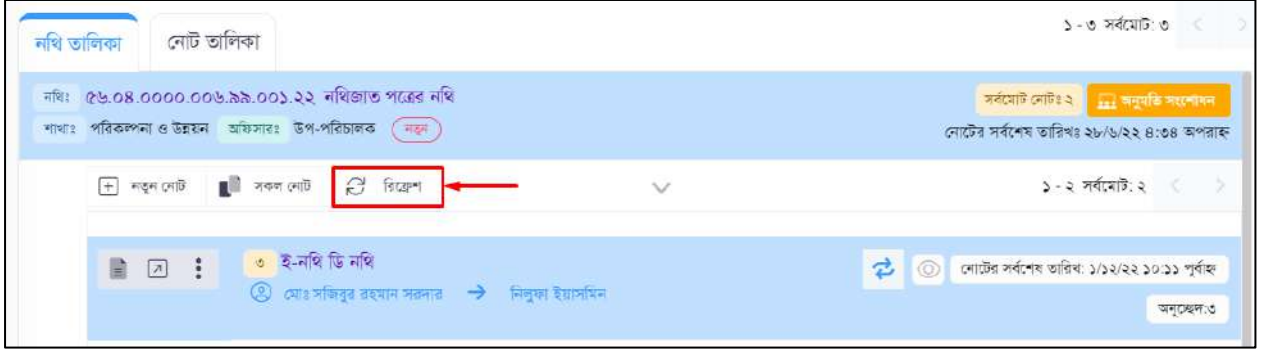 নথি তালিকা নোট তালিকা ১ - ৩ সর্বমোট: ৩
নথিঃ ৫৬.০৪.০০০০.০০৬.৯৯.০০১.২২ নথিজাত পত্রের নথি সর্বমোট নোটঃ ২ অনুমতি সংশোধন
শাখাঃ পরিকল্পনা ও উন্নয়ন অফিসারঃ উপ-পরিচালক নতুন নোটের সর্বশেষ তারিখঃ ২৮/৬/২২ ৪:৩৪ অপরাহ্ন
নতুন নোট সকল নোট রিফ্রেশ ১ - ২ সর্বমোট: ২
৩ ই-নথি ডি নথি নোটের সর্বশেষ তারিখ: ১/১২/২২ ১০:১১ পূর্বাহ্ন
মোঃ সজিবুর রহমান সরদার → নিলুফা ইয়াসমিন অনুচ্ছেদ:৩